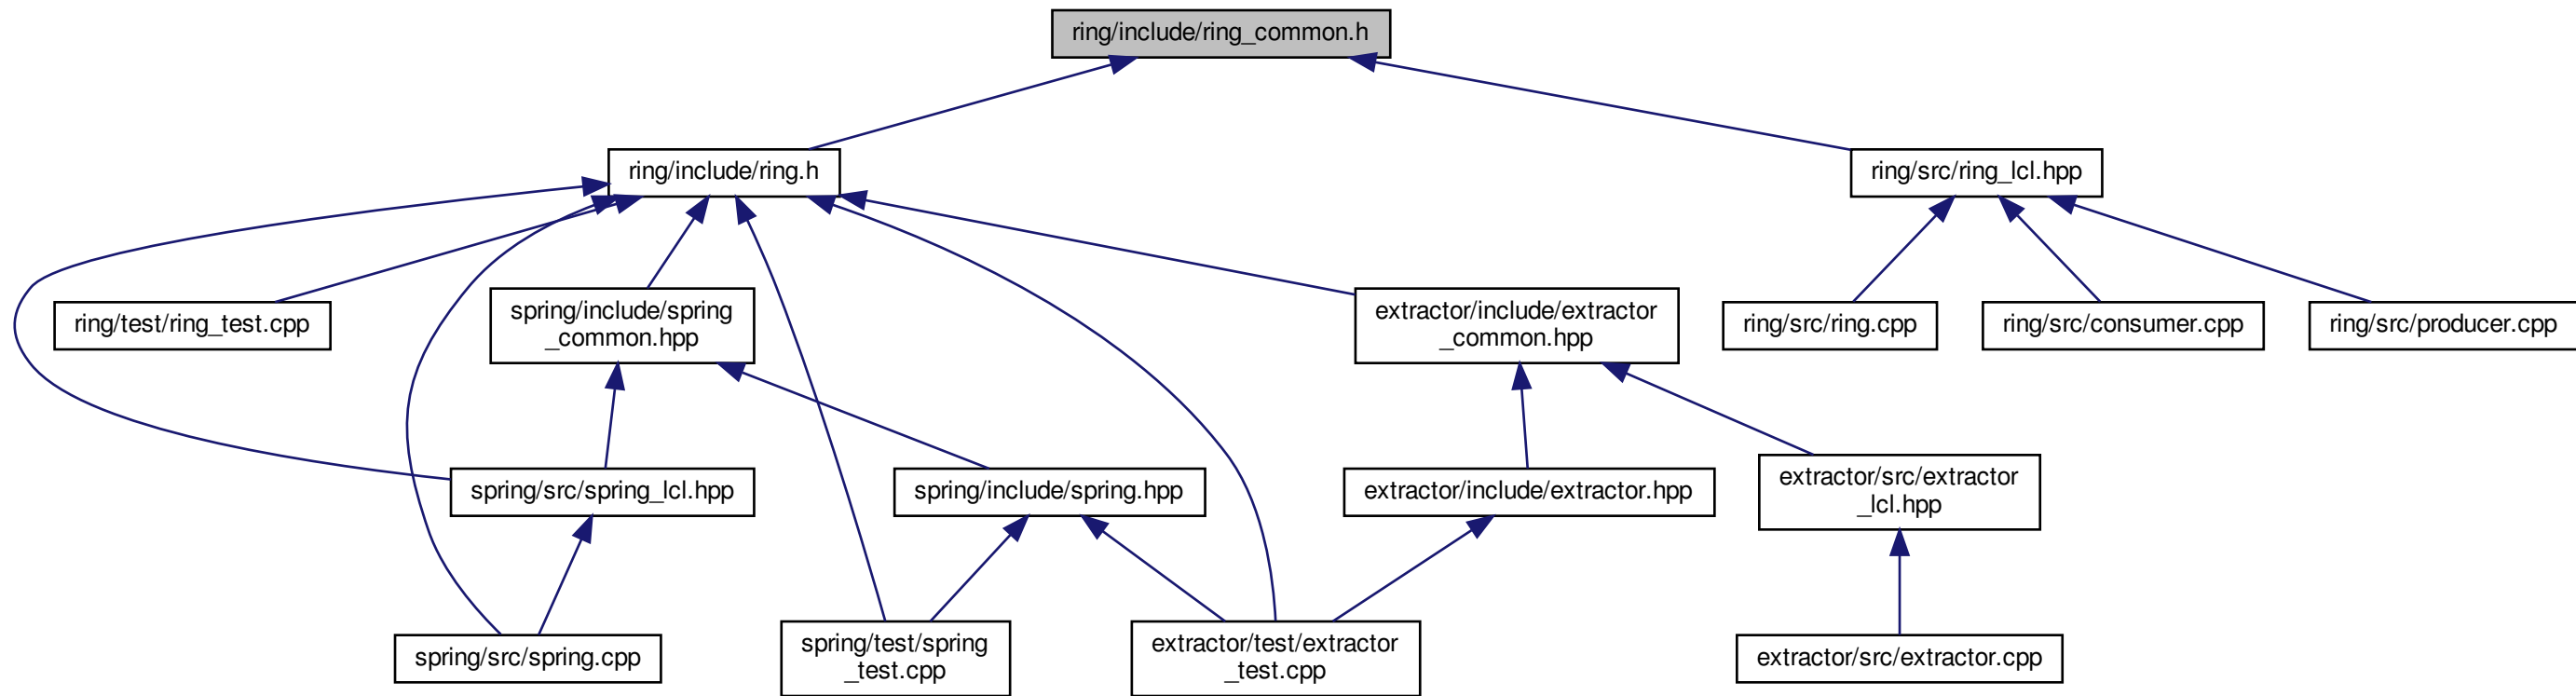 ring/include/ring_common.h
ring/include/ring.h
ring/src/ring_lcl.hpp
ring/test/ring_test.cpp
spring/include/spring
_common.hpp
extractor/include/extractor
_common.hpp
ring/src/ring.cpp
ring/src/consumer.cpp
ring/src/producer.cpp
spring/src/spring_lcl.hpp
spring/include/spring.hpp
extractor/include/extractor.hpp
extractor/src/extractor
_lcl.hpp
spring/src/spring.cpp
spring/test/spring
_test.cpp
extractor/test/extractor
_test.cpp
extractor/src/extractor.cpp